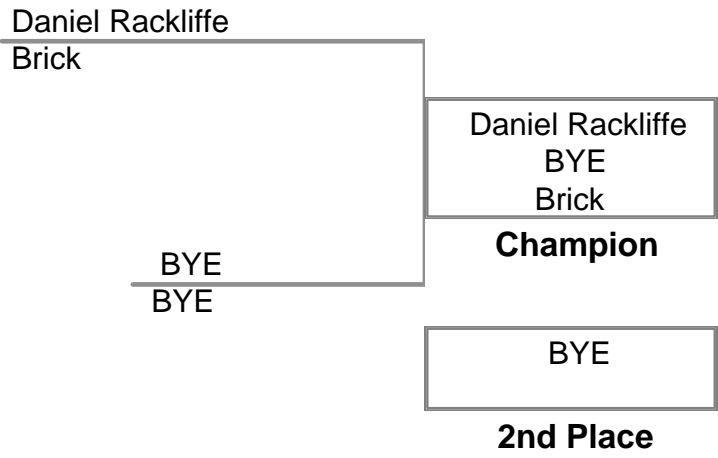 Daniel Rackliffe
Brick
Daniel Rackliffe
BYE
Brick
Champion
BYE
BYE
BYE
2nd Place